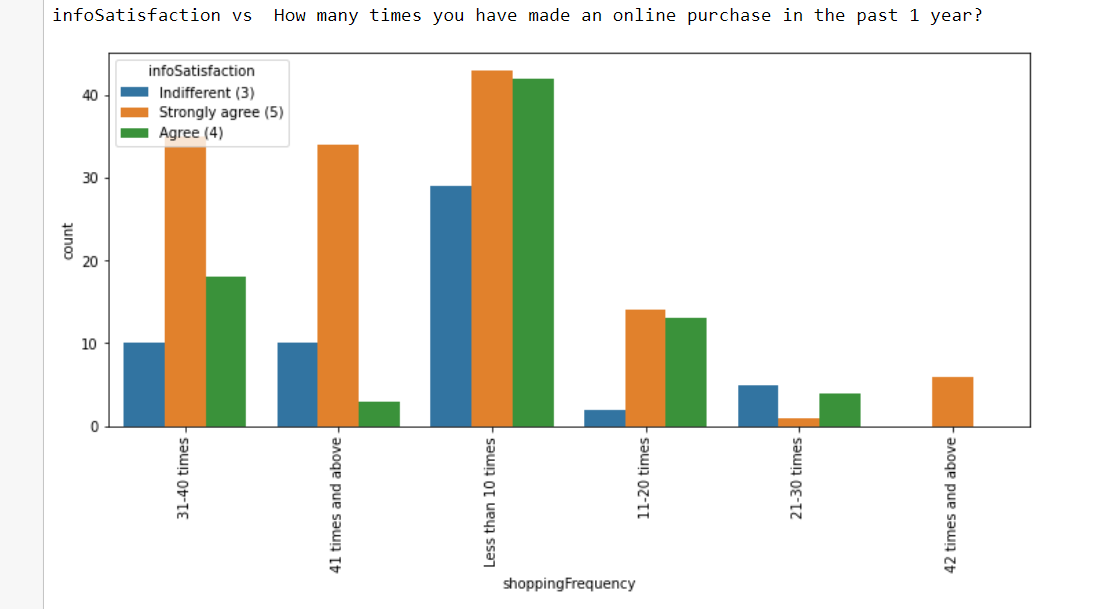 infoSatisfaction vs  How many times you have made an online purchase in the past 1 year?
infoSatisfaction
Indifferent (3)
Strongly agree (5)
Agree (4)
40
30
20
10
0
count
31-40 times
41 times and above
Less than 10 times
11-20 times
21-30 times
42 times and above
shoppingFrequency